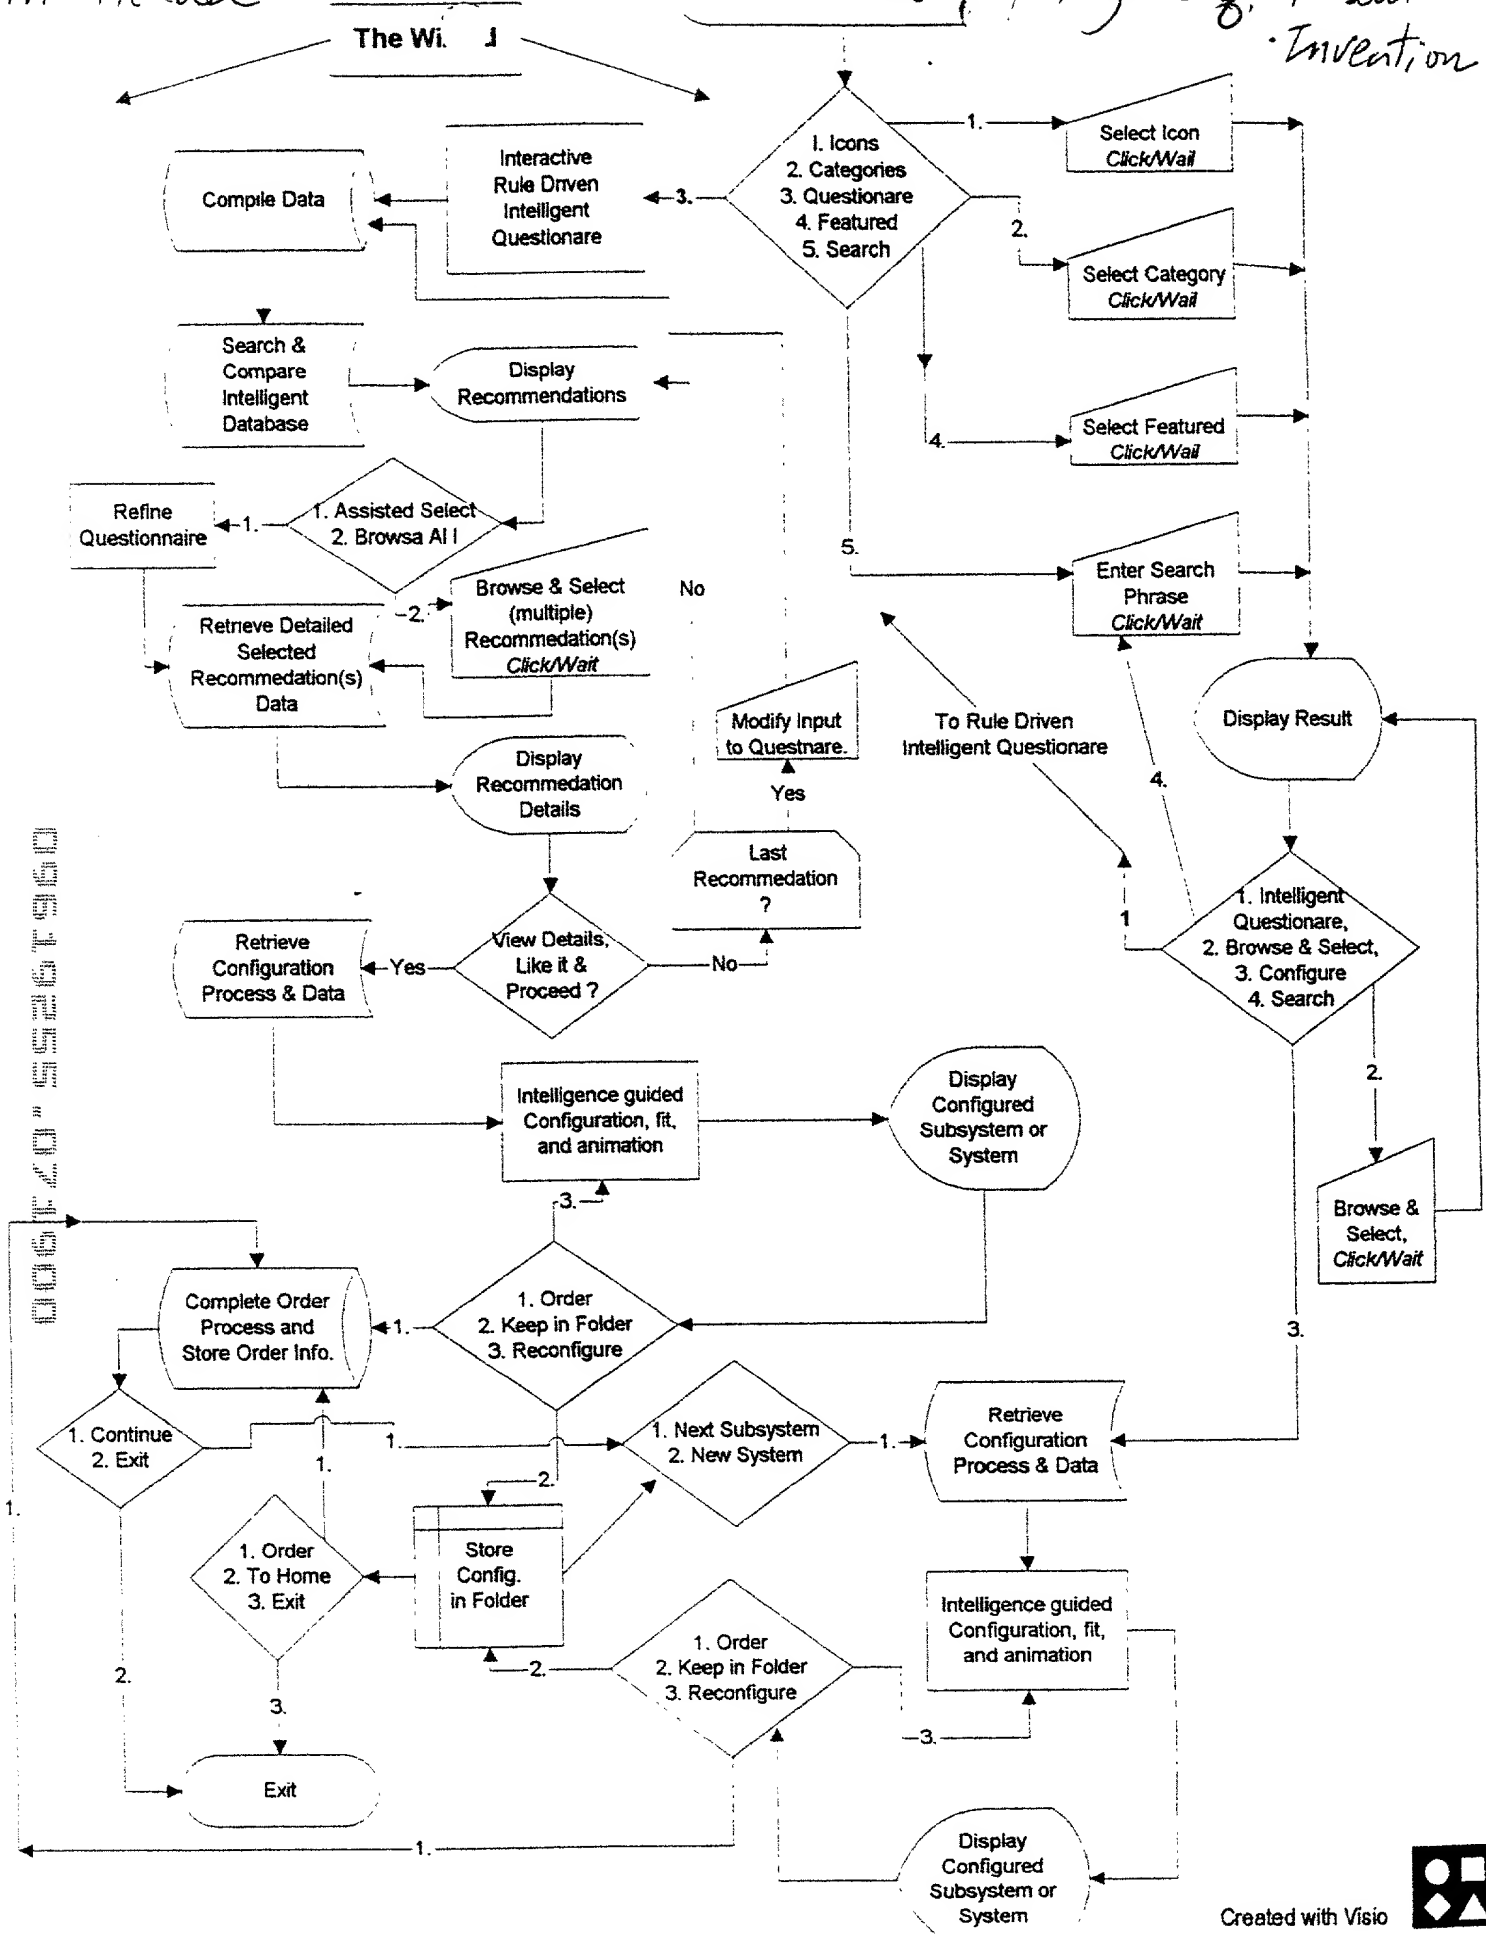 Invention
The
1. Icons
2. Categories
3. Questionare
4. Featured
5. Search
1.
Select Icon
Click/Wait
Interactive
Rule Driven
Intelligent
Questionare
3.
Compile Data
2.
Select Category
Click/Wait
Search &
Compare
Intelligent
Database
Display
Recommendations
4.
Select Featured
Click/Wait
Refine
Questionnaire
1.
1. Assisted Select
2. Browsa All
5.
Enter Search
Phrase
Click/Wait
2.
Browse & Select
(multiple)
Recommedation(s)
Click/Wait
No
Retrieve Detailed
Selected
Recommedation(s)
Data
Modify Input
to Questnare.
To Rule Driven
Intelligent Questionare
Display Result
Display
Recommedation
Details
Yes
4.
Last
Recommedation
?
1
1. Intelligent
Questionare,
2. Browse & Select,
3. Configure
4. Search
Retrieve
Configuration
Process & Data
Yes
View Details,
Like it &
Proceed ?
No
2.
Intelligence guided
Configuration, fit,
and animation
Display
Configured
Subsystem or
System
3.
Browse &
Select,
Click/Wait
Complete Order
Process and
Store Order Info.
1.
1. Order
2. Keep in Folder
3. Reconfigure
3.
1. Continue
2. Exit
1.
1. Next Subsystem
2. New System
1.
Retrieve
Configuration
Process & Data
1.
2.
1.
1. Order
2. To Home
3. Exit
Store
Config.
in Folder
Intelligence guided
Configuration, fit,
and animation
1. Order
2. Keep in Folder
3. Reconfigure
2.
2.
3.
3.
Exit
1.
Display
Configured
Subsystem or
System
Created with Visio